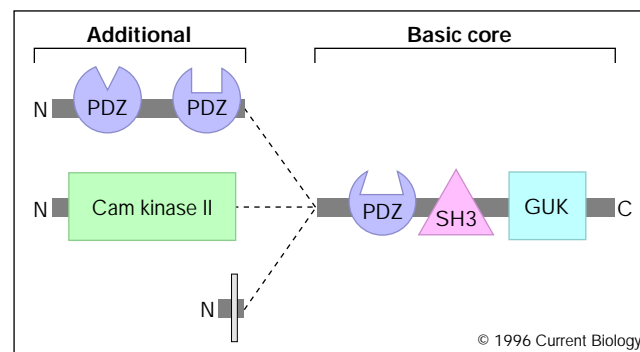 Additional
Basic core
N PDZ PDZ
N Cam kinase II
PDZ SH3 GUK C
N
© 1996 Current Biology